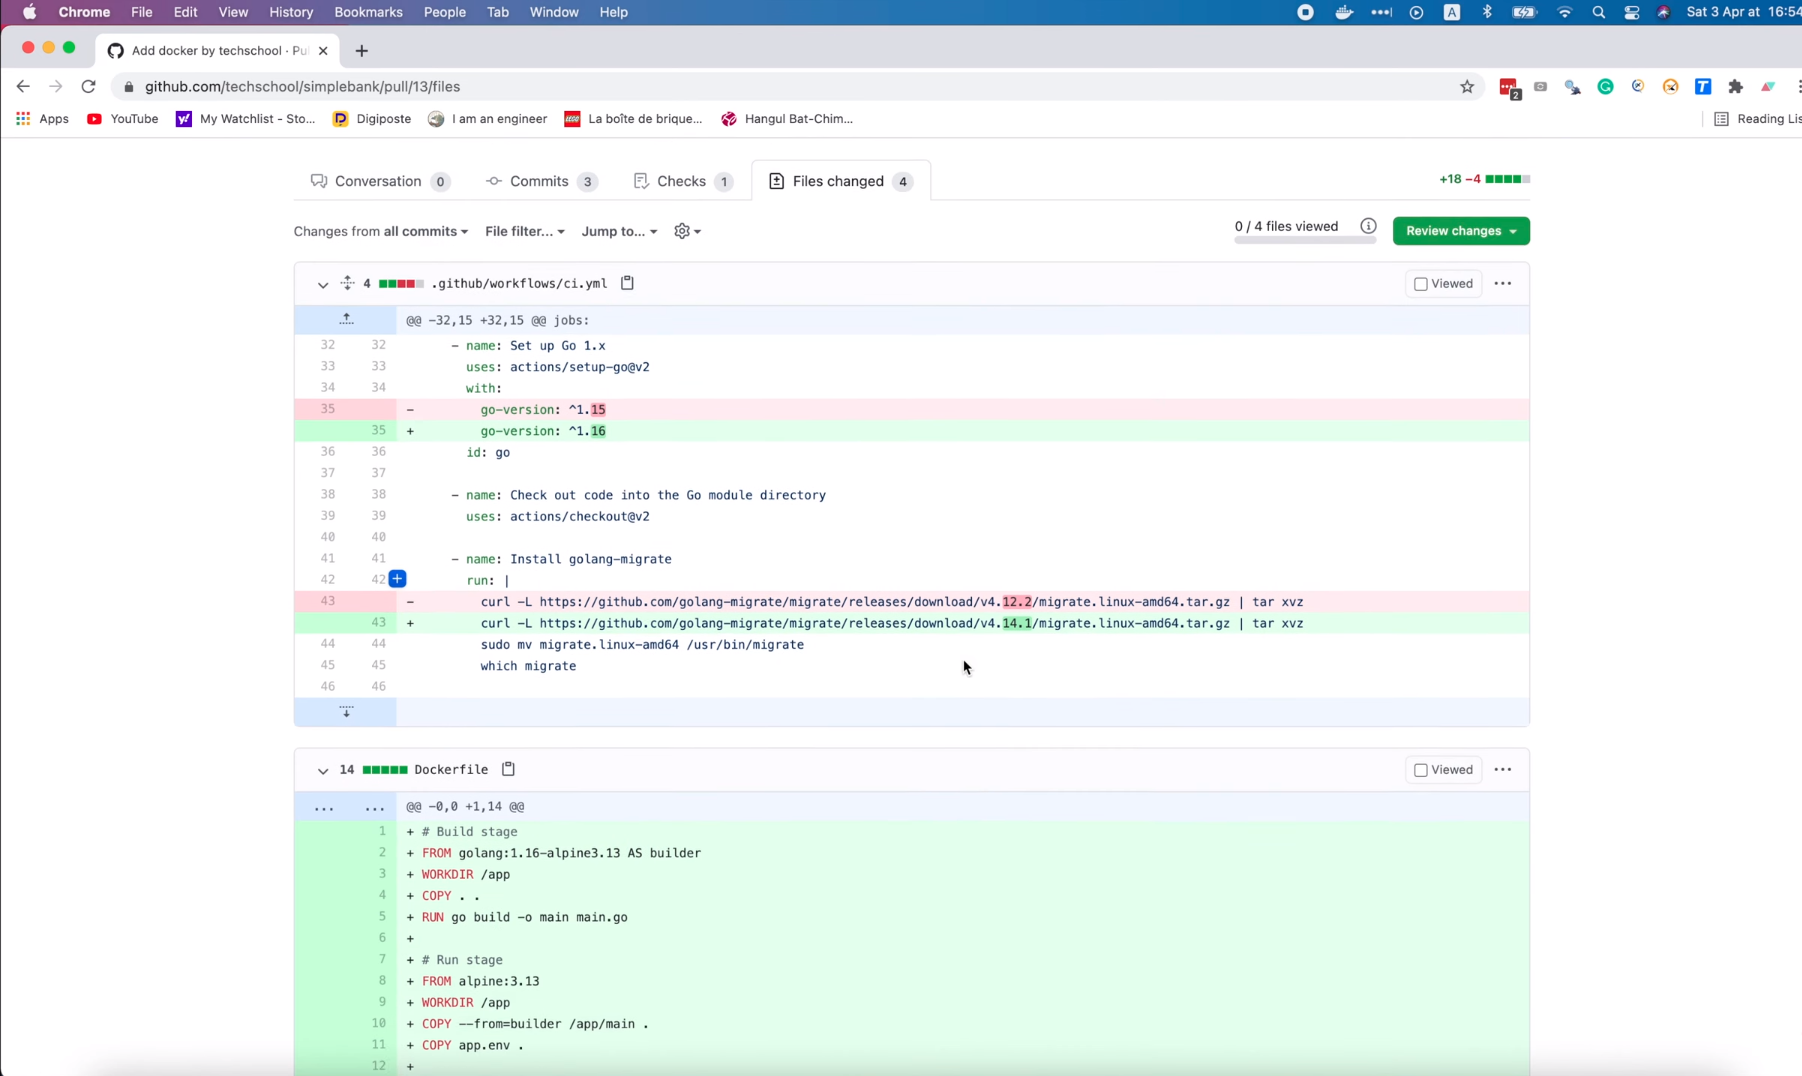 Chrome File Edit View History Bookmarks People Tab Window Help A Sat 3 Apr at 16:54
Add docker by techschool · Pu
github.com/techschool/simplebank/pull/13/files 2 T
Apps YouTube My Watchlist - Sto... Digiposte I am an engineer La boîte de brique... Hangul Bat-Chim... Reading Lis
Conversation 0 Commits 3 Checks 1 Files changed 4 +18 −4
Changes from all commits File filter... Jump to... 0 / 4 files viewed Review changes
4 .github/workflows/ci.yml Viewed ...
@@ -32,15 +32,15 @@ jobs:
32 32 - name: Set up Go 1.x
33 33 uses: actions/setup-go@v2
34 34 with:
35 - go-version: ^1.15
35 + go-version: ^1.16
36 36 id: go
37 37
38 38 - name: Check out code into the Go module directory
39 39 uses: actions/checkout@v2
40 40
41 41 - name: Install golang-migrate
42 42 + run: |
43 - curl -L https://github.com/golang-migrate/migrate/releases/download/v4.12.2/migrate.linux-amd64.tar.gz | tar xvz
43 + curl -L https://github.com/golang-migrate/migrate/releases/download/v4.14.1/migrate.linux-amd64.tar.gz | tar xvz
44 44 sudo mv migrate.linux-amd64 /usr/bin/migrate
45 45 which migrate
46 46
14 Dockerfile Viewed ...
... ... @@ -0,0 +1,14 @@
1 + # Build stage
2 + FROM golang:1.16-alpine3.13 AS builder
3 + WORKDIR /app
4 + COPY . .
5 + RUN go build -o main main.go
6 +
7 + # Run stage
8 + FROM alpine:3.13
9 + WORKDIR /app
10 + COPY --from=builder /app/main .
11 + COPY app.env .
12 +